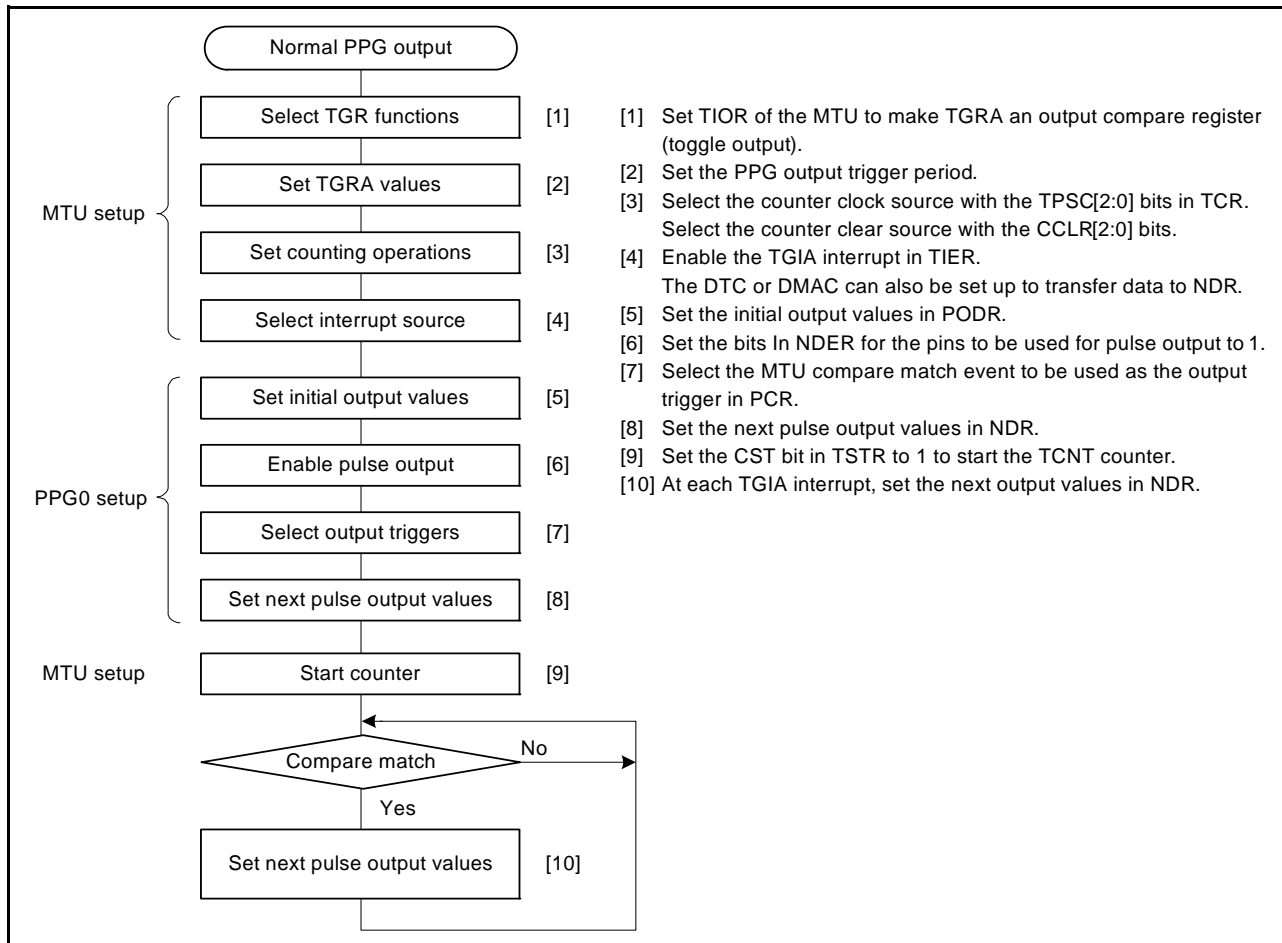 Normal PPG output
Select TGR functions [1]
Set TGRA values [2]
MTU setup
Set counting operations [3]
Select interrupt source [4]
Set initial output values [5]
Enable pulse output [6]
PPG0 setup
Select output triggers [7]
Set next pulse output values [8]
MTU setup
Start counter [9]
Compare match
No
Yes
Set next pulse output values [10]
[1] Set TIOR of the MTU to make TGRA an output compare register
(toggle output).
[2] Set the PPG output trigger period.
[3] Select the counter clock source with the TPSC[2:0] bits in TCR.
Select the counter clear source with the CCLR[2:0] bits.
[4] Enable the TGIA interrupt in TIER.
The DTC or DMAC can also be set up to transfer data to NDR.
[5] Set the initial output values in PODR.
[6] Set the bits In NDER for the pins to be used for pulse output to 1.
[7] Select the MTU compare match event to be used as the output
trigger in PCR.
[8] Set the next pulse output values in NDR.
[9] Set the CST bit in TSTR to 1 to start the TCNT counter.
[10] At each TGIA interrupt, set the next output values in NDR.